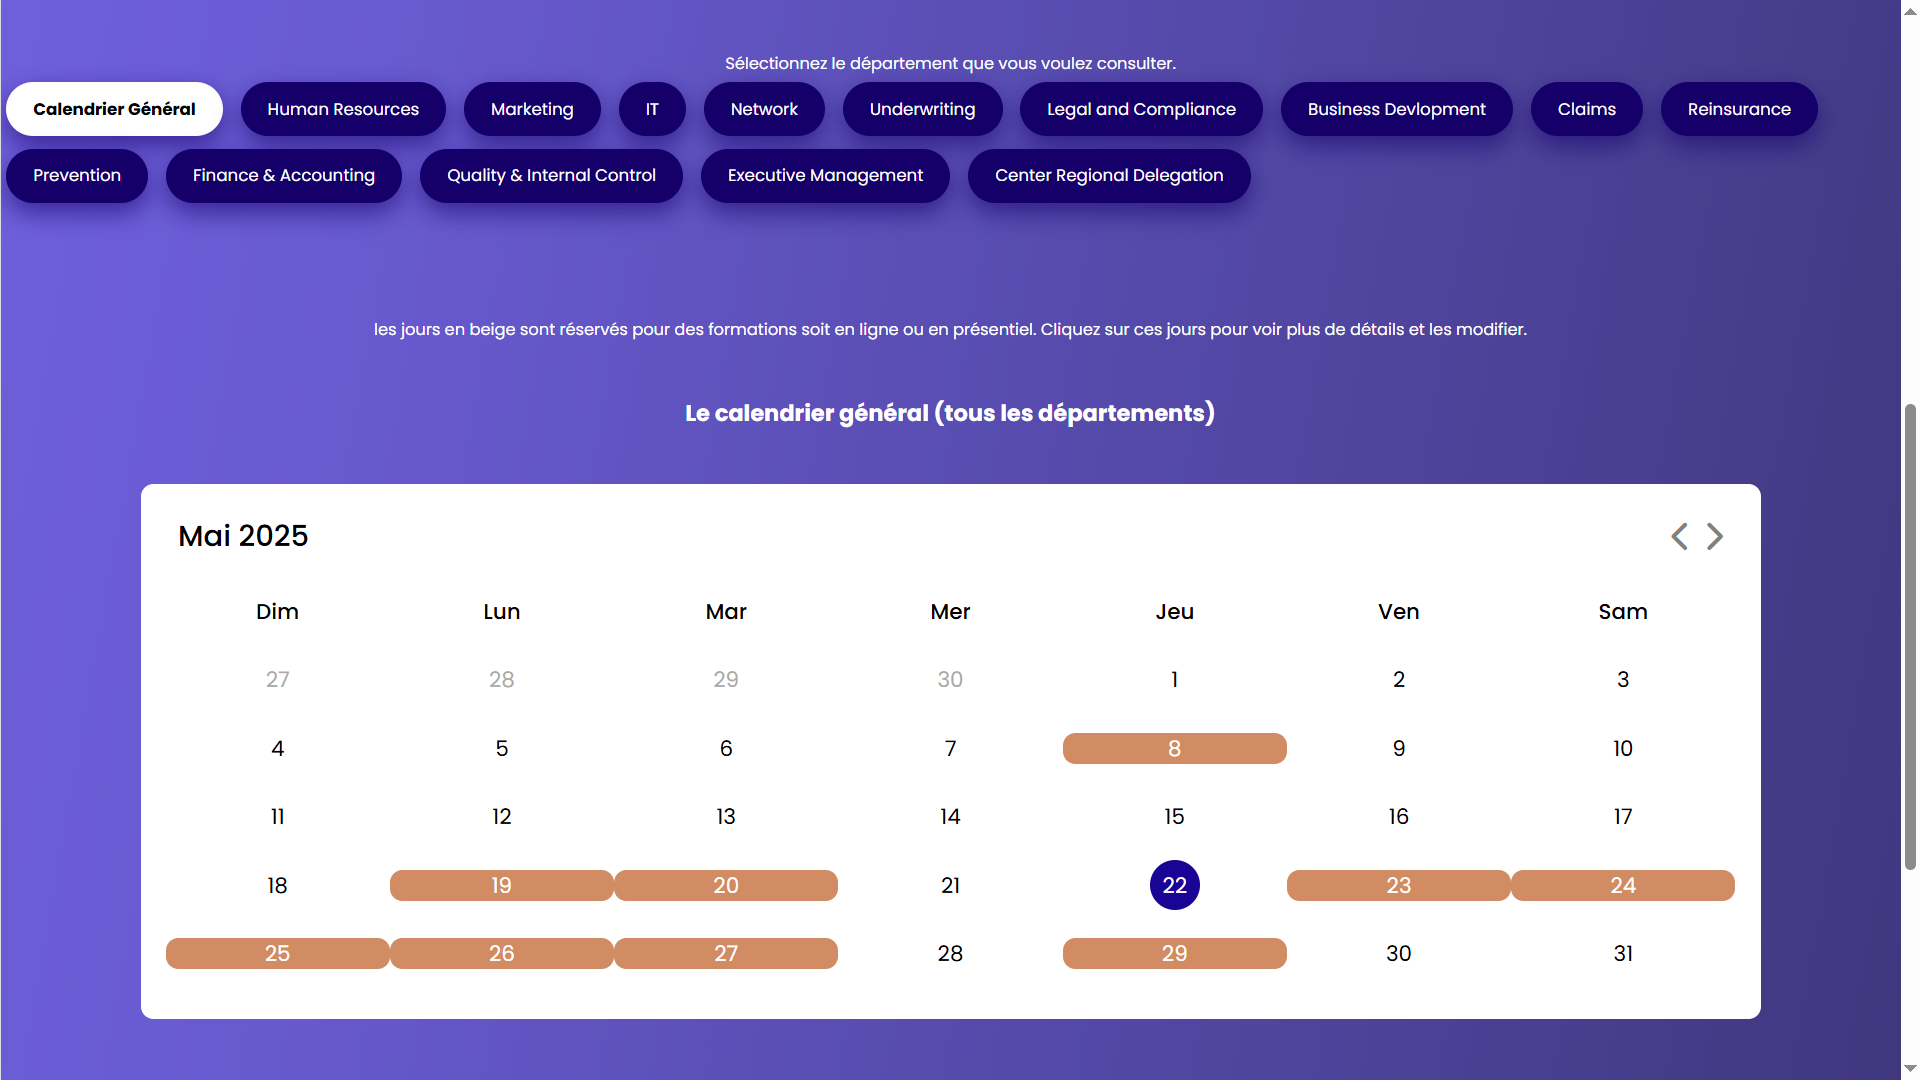 Sélectionnez le département que vous voulez consulter.
Calendrier Général Human Resources Marketing IT Network Underwriting Legal and Compliance Business Devlopment Claims Reinsurance
Prevention Finance & Accounting Quality & Internal Control Executive Management Center Regional Delegation
les jours en beige sont réservés pour des formations soit en ligne ou en présentiel. Cliquez sur ces jours pour voir plus de détails et les modifier.
Le calendrier général (tous les départements)
Mai 2025
Dim Lun Mar Mer Jeu Ven Sam
27 28 29 30 1 2 3
4 5 6 7 8 9 10
11 12 13 14 15 16 17
18 19 20 21 22 23 24
25 26 27 28 29 30 31